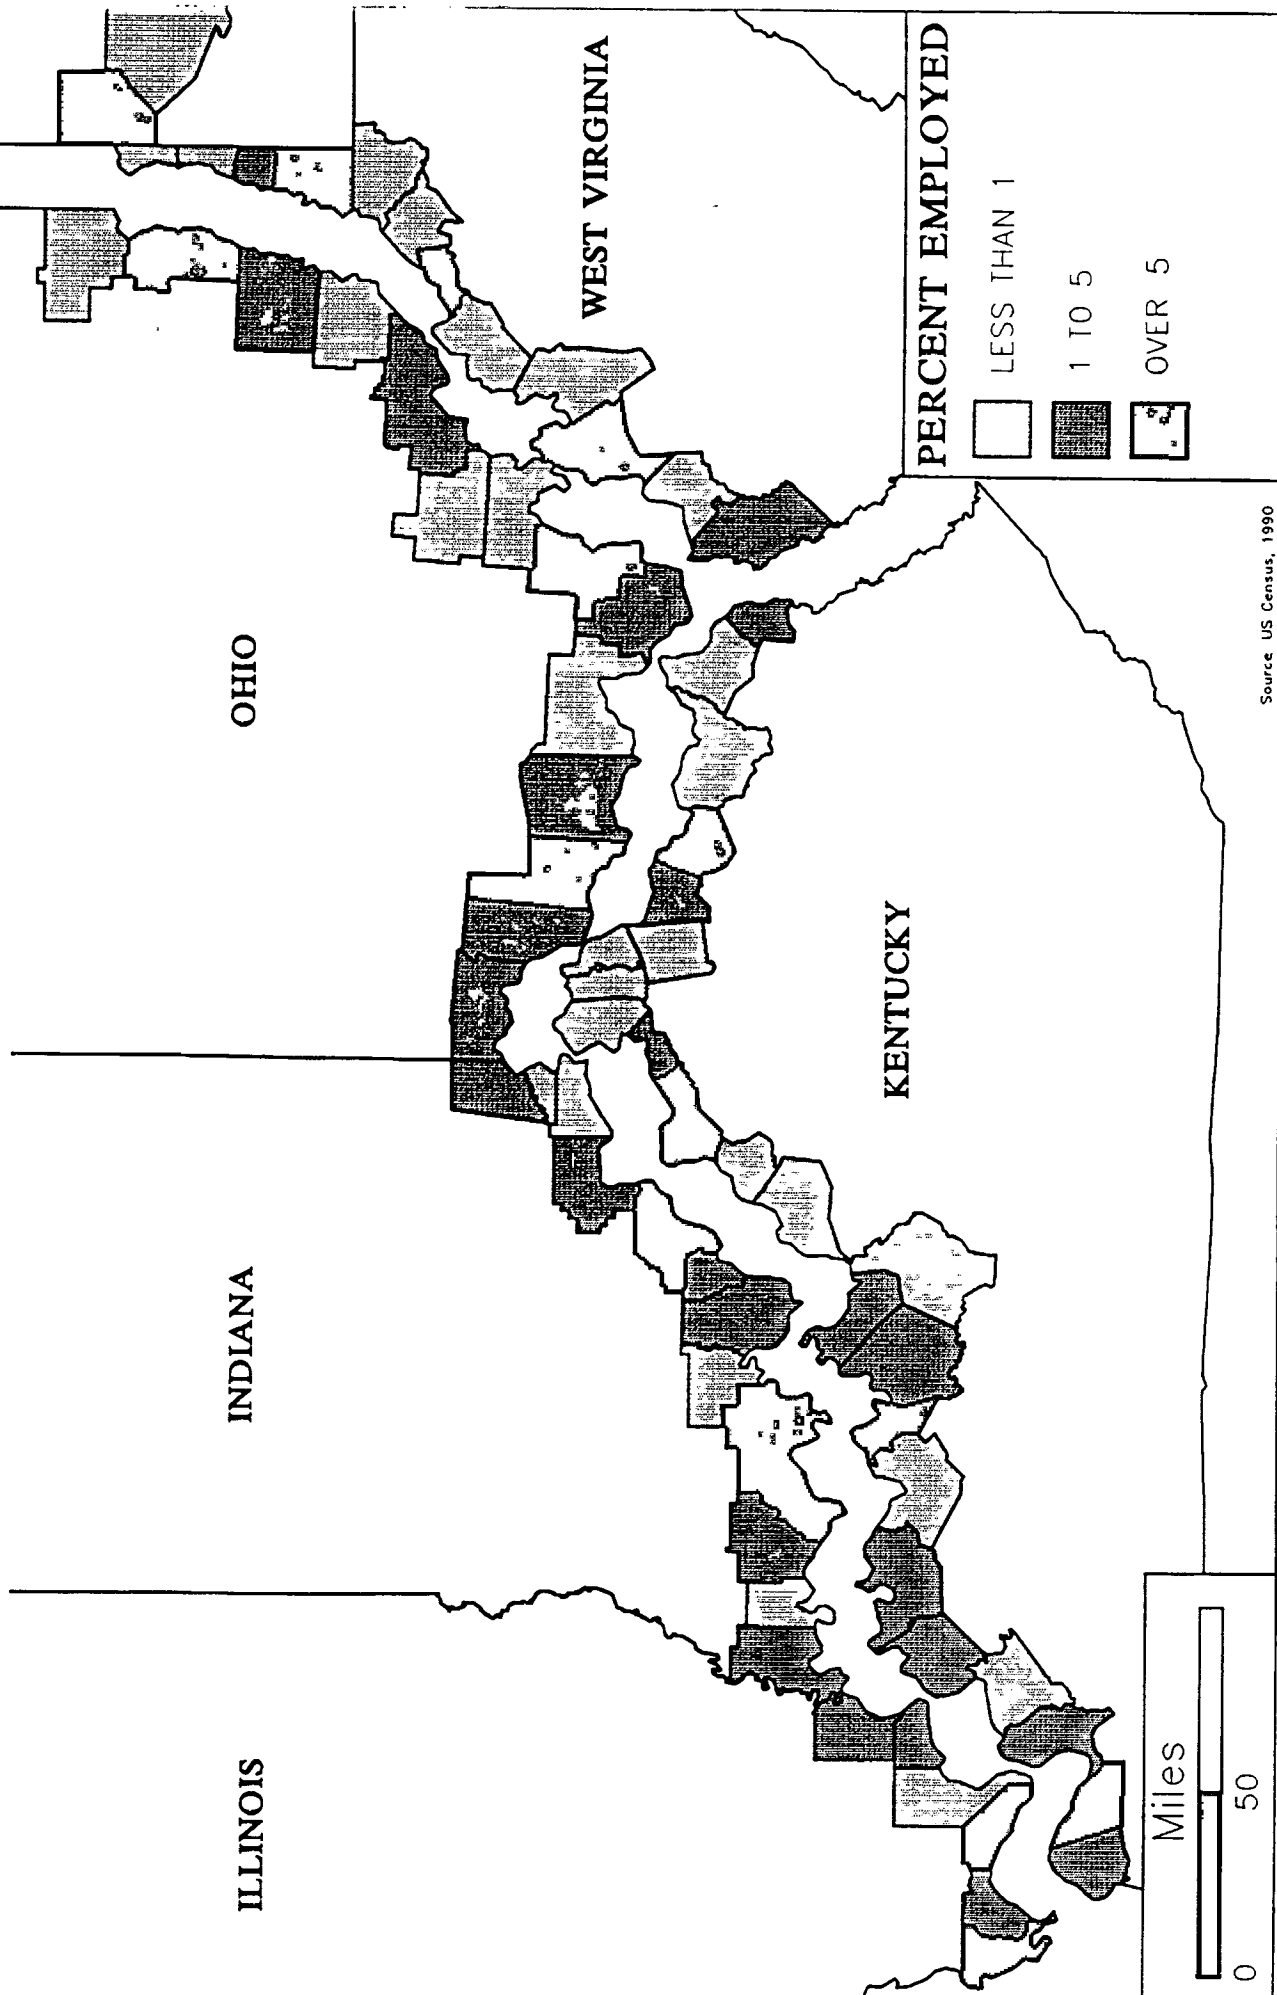 OHIO
WEST VIRGINIA
INDIANA
ILLINOIS
KENTUCKY
PERCENT EMPLOYED
LESS THAN 1
1 TO 5
OVER 5
Miles
0 50
Source US Census, 1990